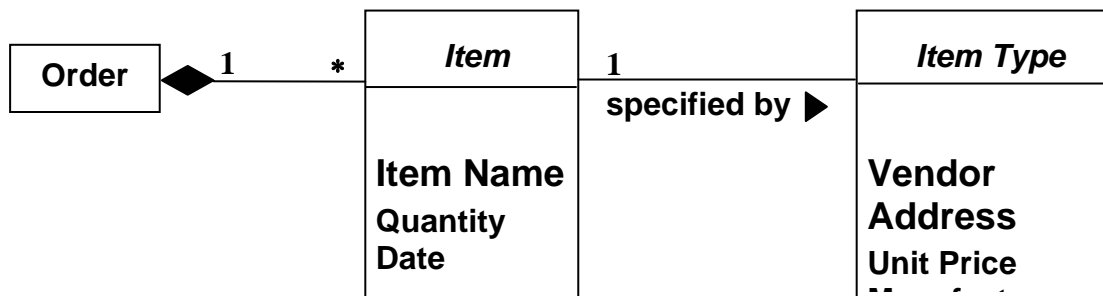 Order
1
*
Item
1
Item Type
specified by
Item Name
Quantity
Date
Vendor
Address
Unit Price